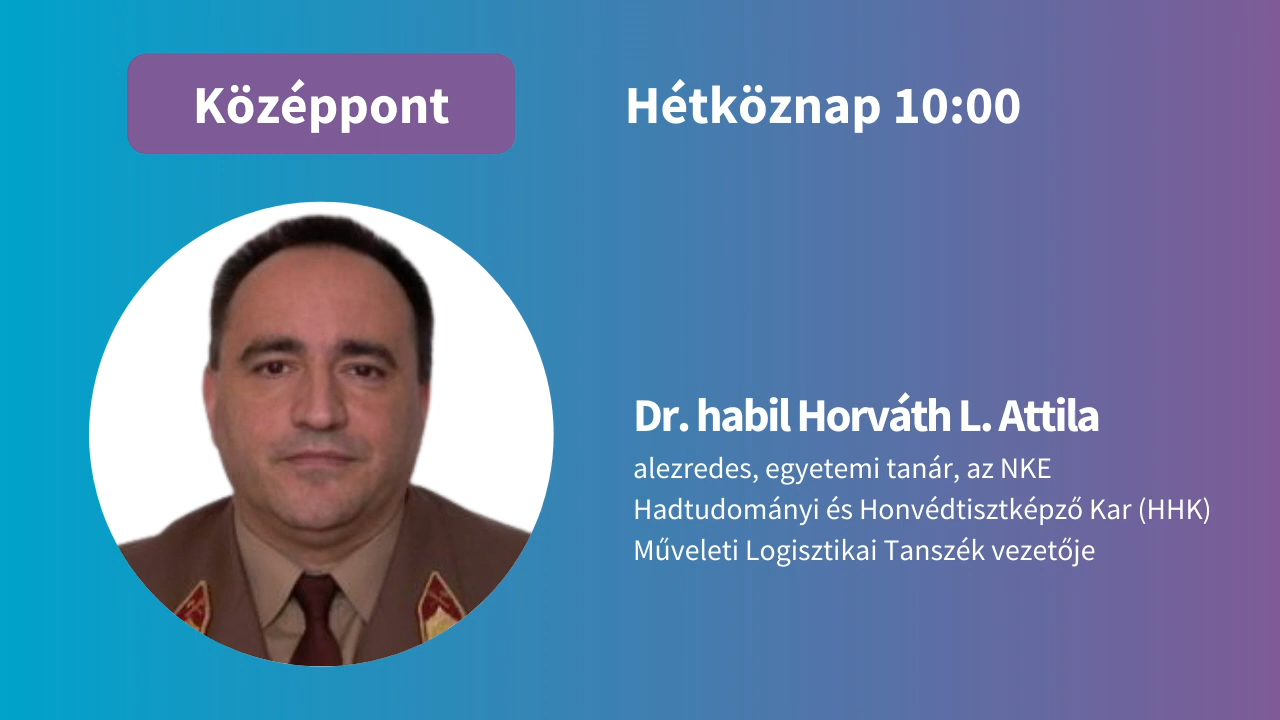 Középpont
Hétköznap 10:00
Dr. habil Horváth L. Attila
alezredes, egyetemi tanár, az NKE
Hadtudományi és Honvédtisztképző Kar (HHK)
Műveleti Logisztikai Tanszék vezetője